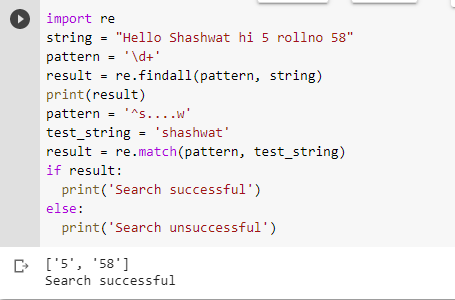 import re
string = "Hello Shashwat hi 5 rollno 58"
pattern = '\d+'
result = re.findall(pattern, string)
print(result)
pattern = '^s....w'
test_string = 'shashwat'
result = re.match(pattern, test_string)
if result:
  print('Search successful')
else:
  print('Search unsuccessful')
['5', '58']
Search successful